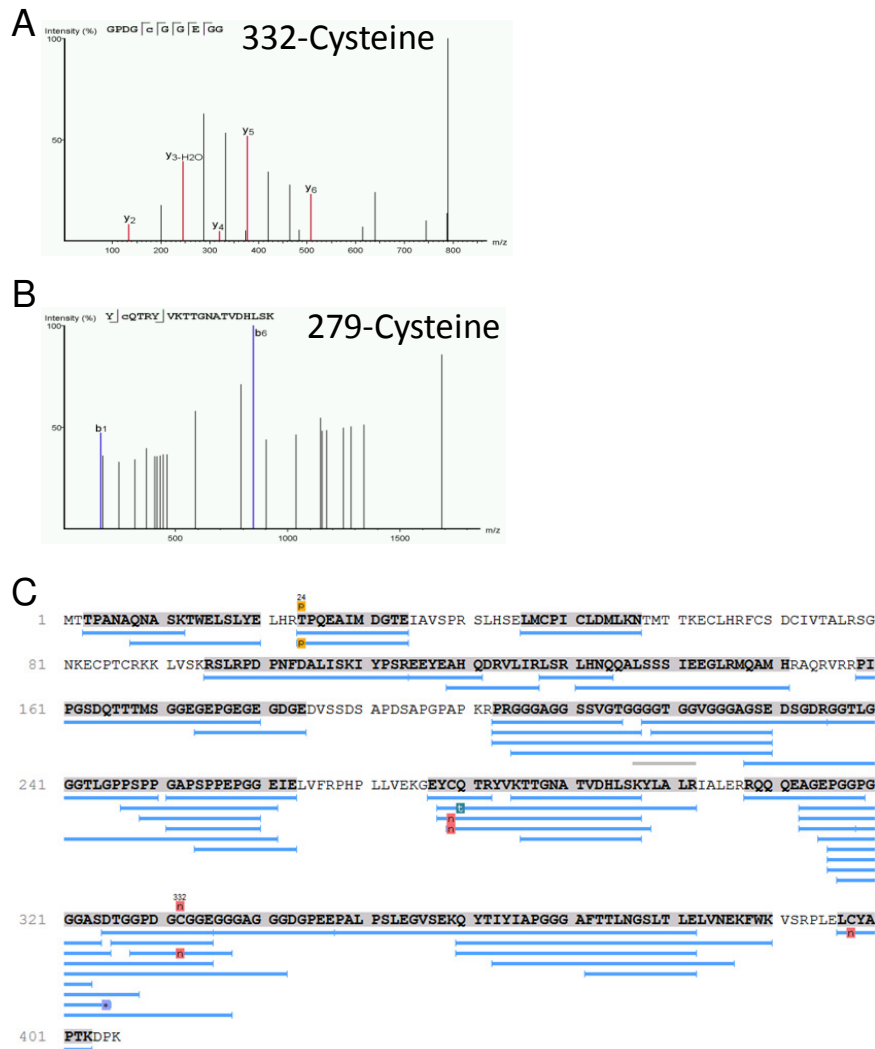 A
Intensity (%)
GPDG c G G E GG
332-Cysteine
100
50
y2
y3-H2O
y4
y5
y6
100 200 300 400 500 600 700 800
m/z
B
Intensity (%)
Y cQTRY VKTTGNATVDHLSK
279-Cysteine
100
50
b1
b6
500 1000 1500
m/z
C
24
p
1 MTTPANAQNA SKTWELSLYE LHRTPQEAIM DGTEIAVSPR SLHSELMCPI CLDMLKNTMT TKECLHRFCS DCIVTALRSG
p
81 NKECPTCRKK LVSKRSLRPD PNFDALISKI YPSREEYEAH QDRVLIRLSR LHNQQALSSS IEEGLRMQAM HRAQRVRRPI
161 PGSDQTTTMS GGEGEPGEGE GDGEDVSSDS APDSAPGPAP KRPRGGGAGG SSVGTGGGGT GGVGGGAGSE DSGDRGGTLG
241 GGTLGPPSPP GAPSPPEPGG EIELVFRPHP LLVEKGEYCQ TRYVKTTGNA TVDHLSKYLA LRIALERRQQ QEAGEPGGPG
t
n
n
332
n
321 GGASDTGGPD GCGGEGGGAG GGDGPEEPAL PSLEGVSEKQ YTIYIAPGGG AFTTLNGSLT LELVNEKFWK VSRPLELCYA
n
n
*
401 PTKDPK